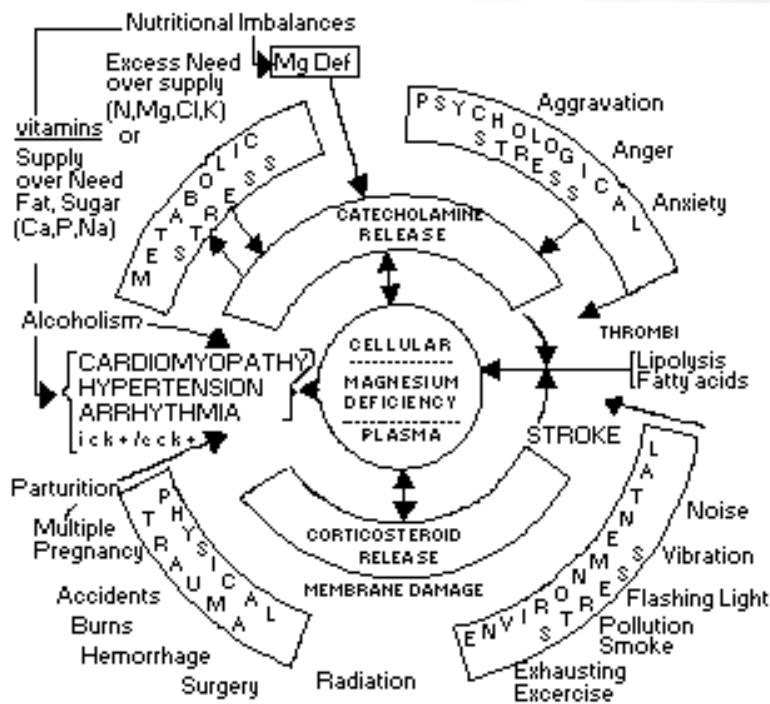 Nutritional Imbalances
Excess Need
over supply
(N,Mg,Cl,K)
or
Mg Def
vitamins
Supply
over Need
Fat, Sugar
(Ca,P,Na)
METABOLIC
STRESS
PSYCHOLOGICAL
STRESS
Aggravation
Anger
Anxiety
CATECHOLAMINE
RELEASE
Alcoholism
CARDIOMYOPATHY
HYPERTENSION
ARRHYTHMIA
CELLULAR
MAGNESIUM
DEFICIENCY
PLASMA
THROMBI
Lipolysis
Fatty acids
STROKE
Parturition
Multiple
Pregnancy
PHYSICAL
TRAUMA
Accidents
Burns
Hemorrhage
Surgery
Radiation
CORTICOSTEROID
RELEASE
MEMBRANE DAMAGE
ENVIRONMENTAL
STRESS
Noise
Vibration
Flashing Light
Pollution
Smoke
Exhausting
Excercise